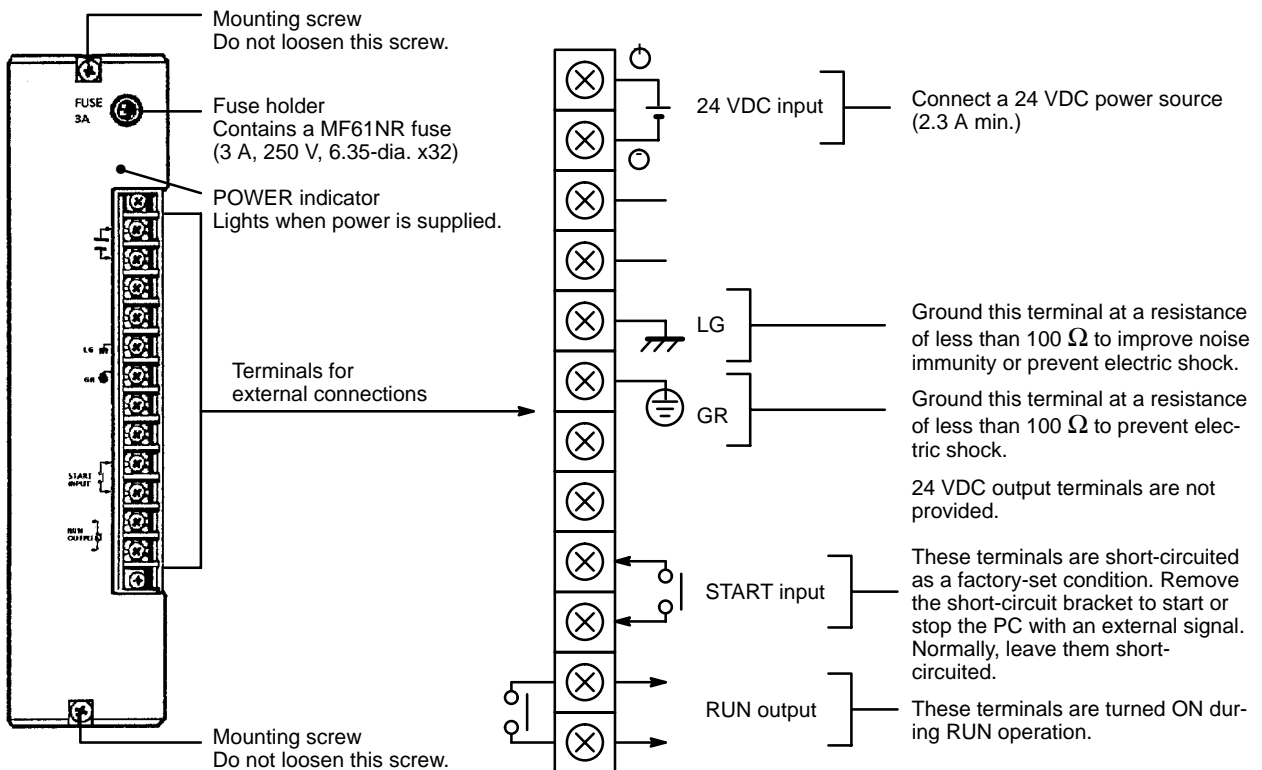 Mounting screw
Do not loosen this screw.
FUSE
3A
Fuse holder
Contains a MF61NR fuse
(3 A, 250 V, 6.35-dia. x32)
POWER indicator
Lights when power is supplied.
LG
GR
START
INPUT
RUN
OUTPUT
Terminals for
external connections
Mounting screw
Do not loosen this screw.
24 VDC input
Connect a 24 VDC power source
(2.3 A min.)
LG
Ground this terminal at a resistance
of less than 100 Ω to improve noise
immunity or prevent electric shock.
GR
Ground this terminal at a resistance
of less than 100 Ω to prevent elec-
tric shock.
24 VDC output terminals are not
provided.
START input
These terminals are short-circuited
as a factory-set condition. Remove
the short-circuit bracket to start or
stop the PC with an external signal.
Normally, leave them short-
circuited.
RUN output
These terminals are turned ON dur-
ing RUN operation.